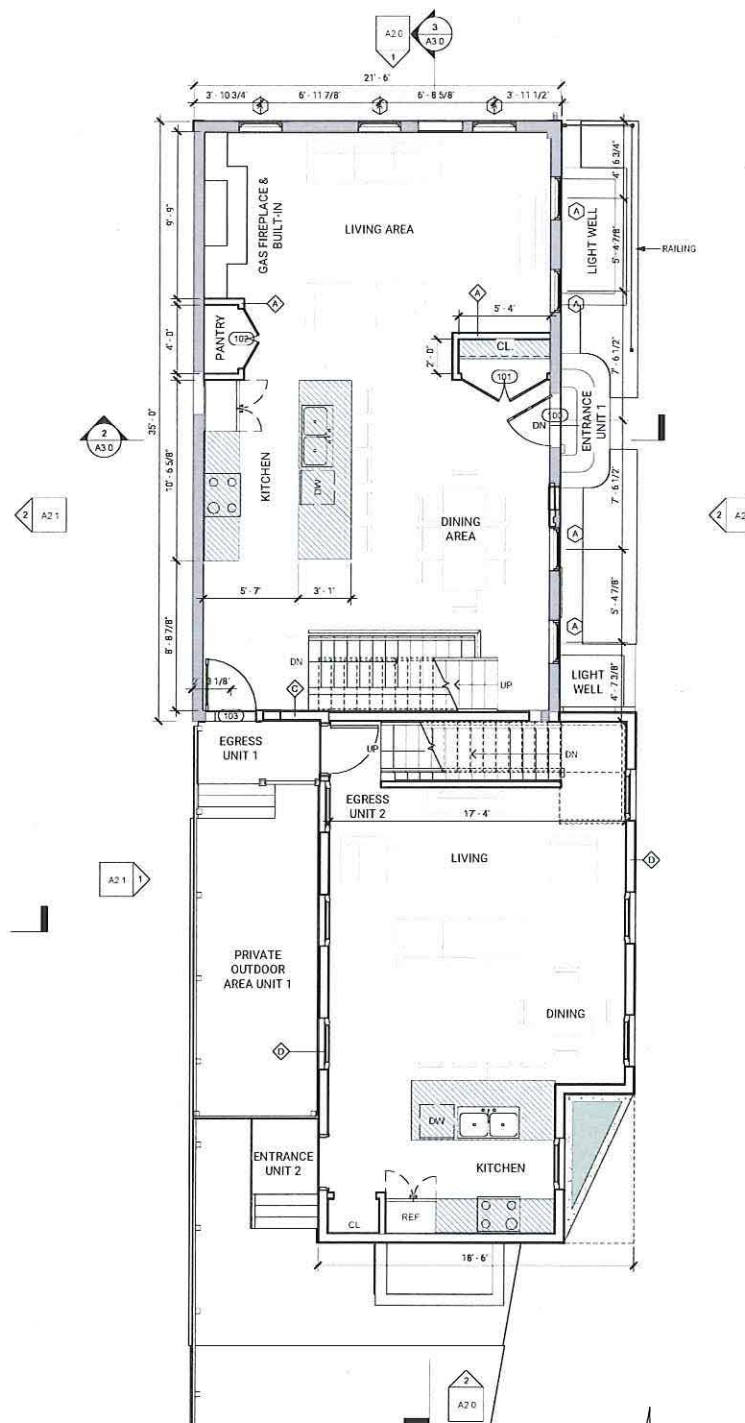 A2.0
1
3
A3.0
21' - 6"
3' - 10 3/4"
6' - 11 7/8"
6' - 8 5/8"
3' - 11 1/2"
A
A
A
4' - 6 3/4"
9' - 9"
GAS FIREPLACE &
BUILT-IN
LIVING AREA
A
LIGHT WELL
5' - 4 7/8"
RAILING
A
A
A
5' - 4"
4' - 0"
PANTRY
102
2' - 0"
CL.
101
7' - 6 1/2"
35' - 0"
2
A3.0
100
DN
ENTRANCE
UNIT 1
10' - 6 5/8"
KITCHEN
DW
2
A2.1
DINING
AREA
7' - 6 1/2"
2
A
5' - 7"
3' - 1"
5' - 4 7/8"
8' - 8 7/8"
A
DN
UP
LIGHT
WELL
4' - 7 3/8"
C
103
EGRESS
UNIT 1
UP
DN
EGRESS
UNIT 2
17' - 4"
LIVING
D
A2.1
1
PRIVATE
OUTDOOR
AREA UNIT 1
DINING
D
DW
ENTRANCE
UNIT 2
KITCHEN
CL
REF
18' - 6"
2
A2.0